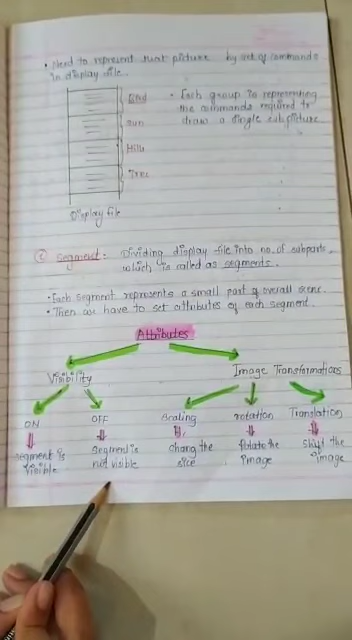 • Need to represent that picture by set of commands
in display file.
Bird
Sun
Hills
Tree
• Each group is representing
the commands required to
draw a single subpicture.
Display file
② Segment: Dividing display file into no. of subparts,
which is called as segments.
• Each segment represents a small part of overall scene.
• Then we have to set attributes of each segment.
Attributes
Visibility
Image Transformations
ON
OFF
Scaling
rotation
Translation
segment is
visible
segment is
not visible
chang the
size
Rotate the
image
shift the
image